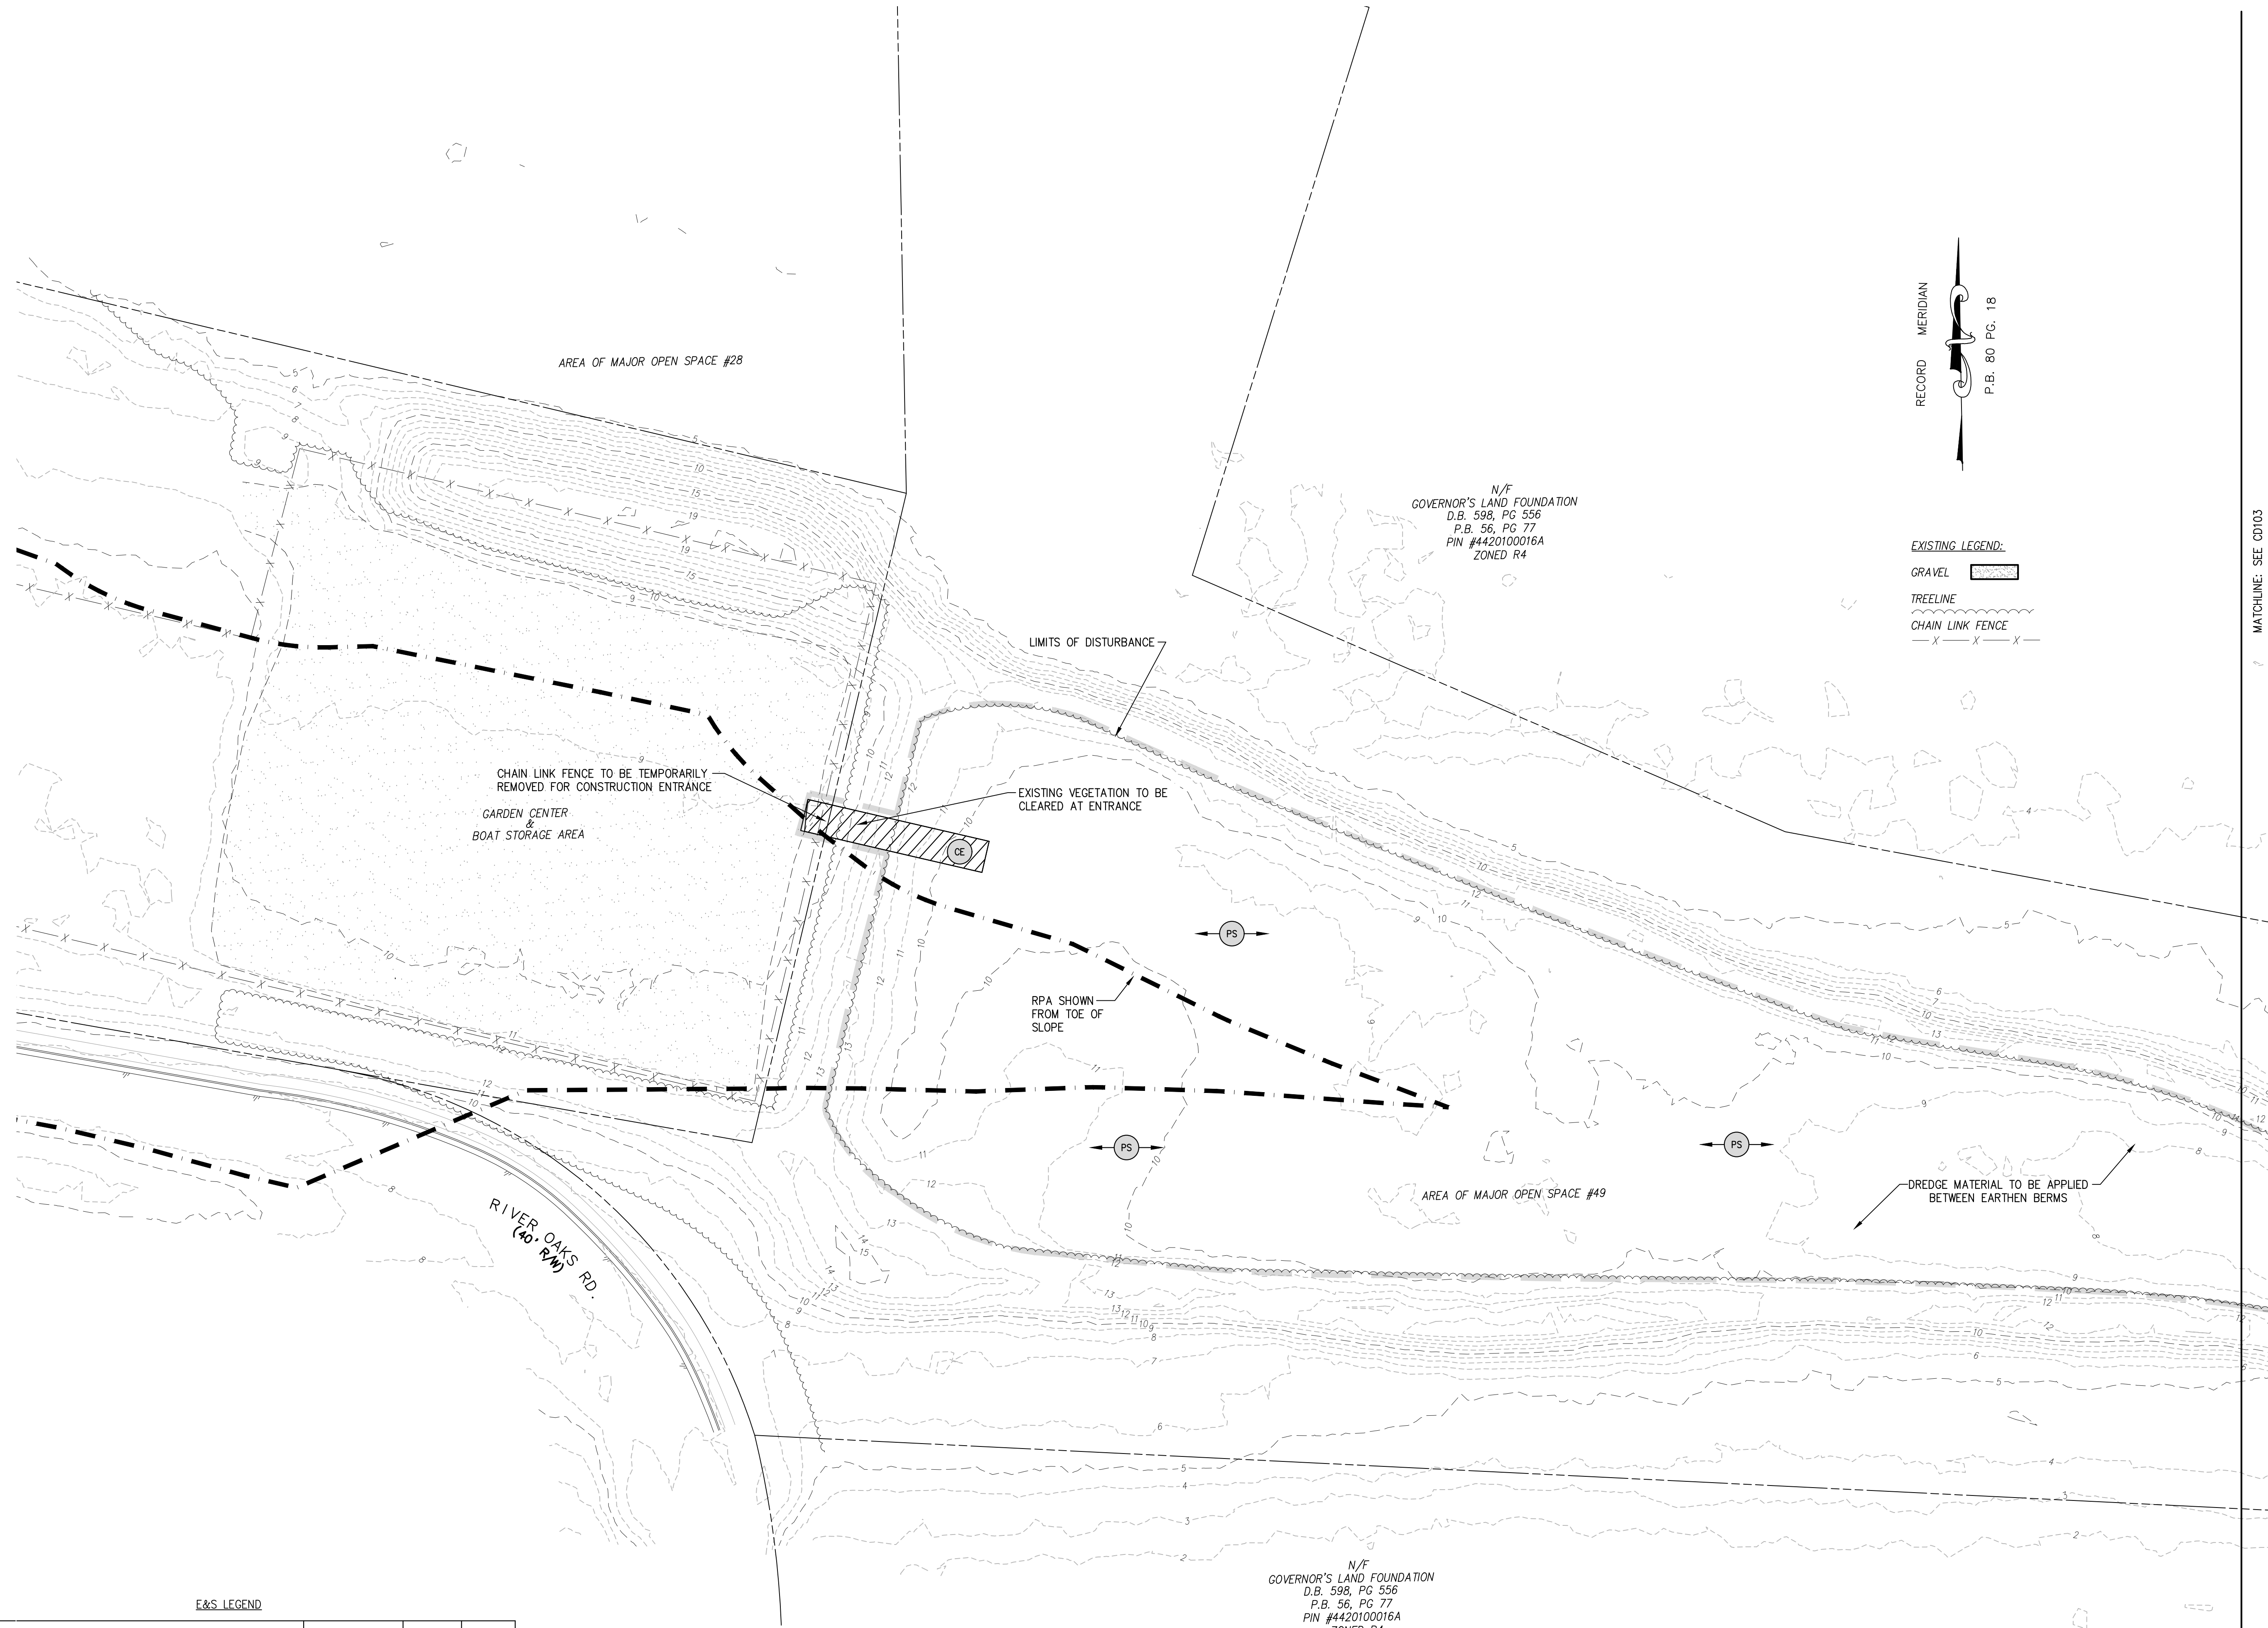 AREA OF MAJOR OPEN SPACE #28
RECORD MERIDIAN
P.B. 80 PG. 18
N/F
GOVERNOR'S LAND FOUNDATION
D.B. 598, PG 556
P.B. 56, PG 77
PIN #4420100016A
ZONED R4
EXISTING LEGEND:
GRAVEL
TREELINE
CHAIN LINK FENCE
X X X
MATCHLINE: SEE CD103
LIMITS OF DISTURBANCE
CHAIN LINK FENCE TO BE TEMPORARILY
REMOVED FOR CONSTRUCTION ENTRANCE
GARDEN CENTER
&
BOAT STORAGE AREA
EXISTING VEGETATION TO BE
CLEARED AT ENTRANCE
CE
PS
RPA SHOWN
FROM TOE OF
SLOPE
PS
PS
AREA OF MAJOR OPEN SPACE #49
DREDGE MATERIAL TO BE APPLIED
BETWEEN EARTHEN BERMS
RIVER OAKS RD.
(40' R/W)
N/F
GOVERNOR'S LAND FOUNDATION
D.B. 598, PG 556
P.B. 56, PG 77
PIN #4420100016A
ZONED R4
E&S LEGEND